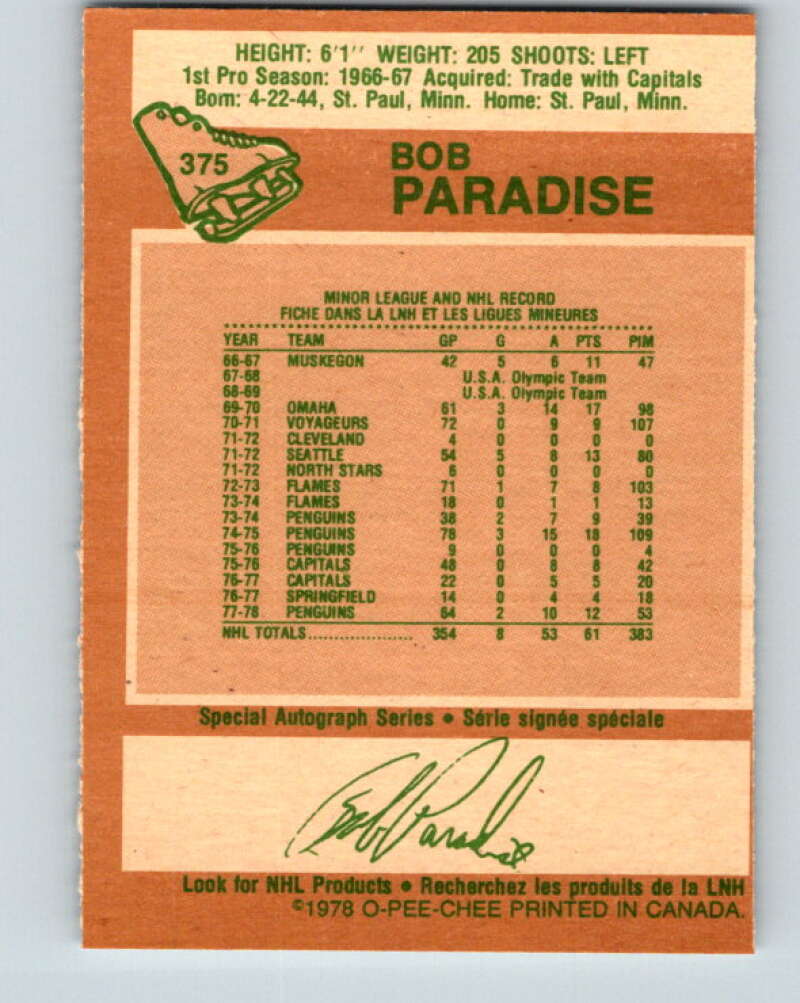 HEIGHT: 6'1'' WEIGHT: 205 SHOOTS: LEFT
1st Pro Season: 1966-67 Acquired: Trade with Capitals
Born: 4-22-44, St. Paul, Minn. Home: St. Paul, Minn.
375
BOB
PARADISE
MINOR LEAGUE AND NHL RECORD
FICHE DANS LA LNH ET LES LIGUES MINEURES
YEAR TEAM GP G A PTS PIM
66-67 MUSKEGON 42 5 6 11 47
67-68 U.S.A. Olympic Team
68-69 U.S.A. Olympic Team
69-70 OMAHA 61 3 14 17 98
70-71 VOYAGEURS 72 0 9 9 107
71-72 CLEVELAND 4 0 0 0 0
71-72 SEATTLE 54 5 8 13 80
71-72 NORTH STARS 6 0 0 0 0
72-73 FLAMES 71 1 7 8 103
73-74 FLAMES 18 0 1 1 13
73-74 PENGUINS 38 2 7 9 39
74-75 PENGUINS 78 3 15 18 109
75-76 PENGUINS 9 0 0 0 4
75-76 CAPITALS 48 0 8 8 42
76-77 CAPITALS 22 0 5 5 20
76-77 SPRINGFIELD 14 0 4 4 18
77-78 PENGUINS 64 2 10 12 53
NHL TOTALS.................... 354 8 53 61 383
Special Autograph Series • Série signée spéciale
Bob Paradise
Look for NHL Products • Recherchez les produits de la LNH
©1978 O-PEE-CHEE PRINTED IN CANADA.